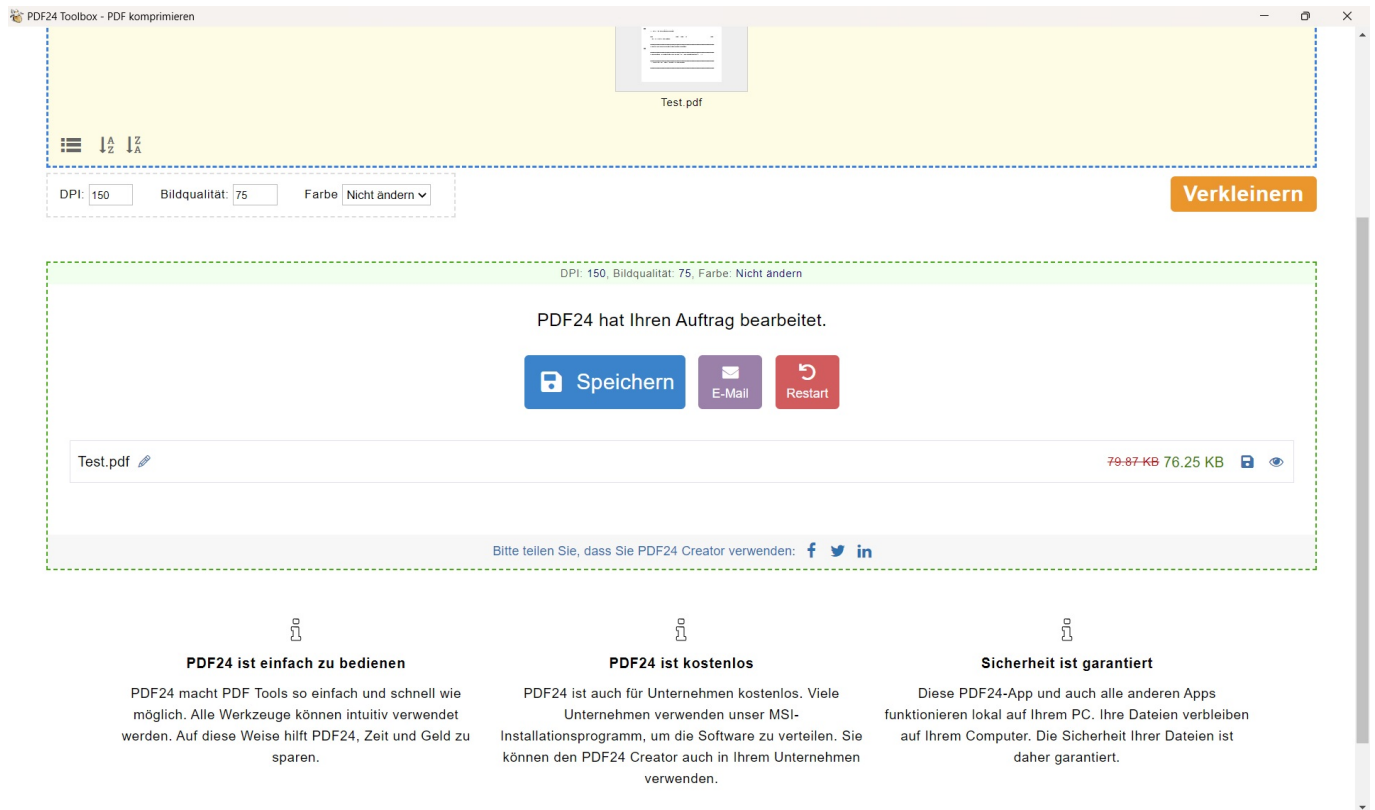 PDF24 Toolbox - PDF komprimieren
Test.pdf
A Z
Z A
DPI: 150 Bildqualität: 75 Farbe Nicht ändern
Verkleinern
DPI: 150, Bildqualität: 75, Farbe: Nicht ändern
PDF24 hat Ihren Auftrag bearbeitet.
Speichern
E-Mail
Restart
Test.pdf
79.87 KB 76.25 KB
Bitte teilen Sie, dass Sie PDF24 Creator verwenden:
PDF24 ist einfach zu bedienen
PDF24 macht PDF Tools so einfach und schnell wie
möglich. Alle Werkzeuge können intuitiv verwendet
werden. Auf diese Weise hilft PDF24, Zeit und Geld zu
sparen.
PDF24 ist kostenlos
PDF24 ist auch für Unternehmen kostenlos. Viele
Unternehmen verwenden unser MSI-
Installationsprogramm, um die Software zu verteilen. Sie
können den PDF24 Creator auch in Ihrem Unternehmen
verwenden.
Sicherheit ist garantiert
Diese PDF24-App und auch alle anderen Apps
funktionieren lokal auf Ihrem PC. Ihre Dateien verbleiben
auf Ihrem Computer. Die Sicherheit Ihrer Dateien ist
daher garantiert.